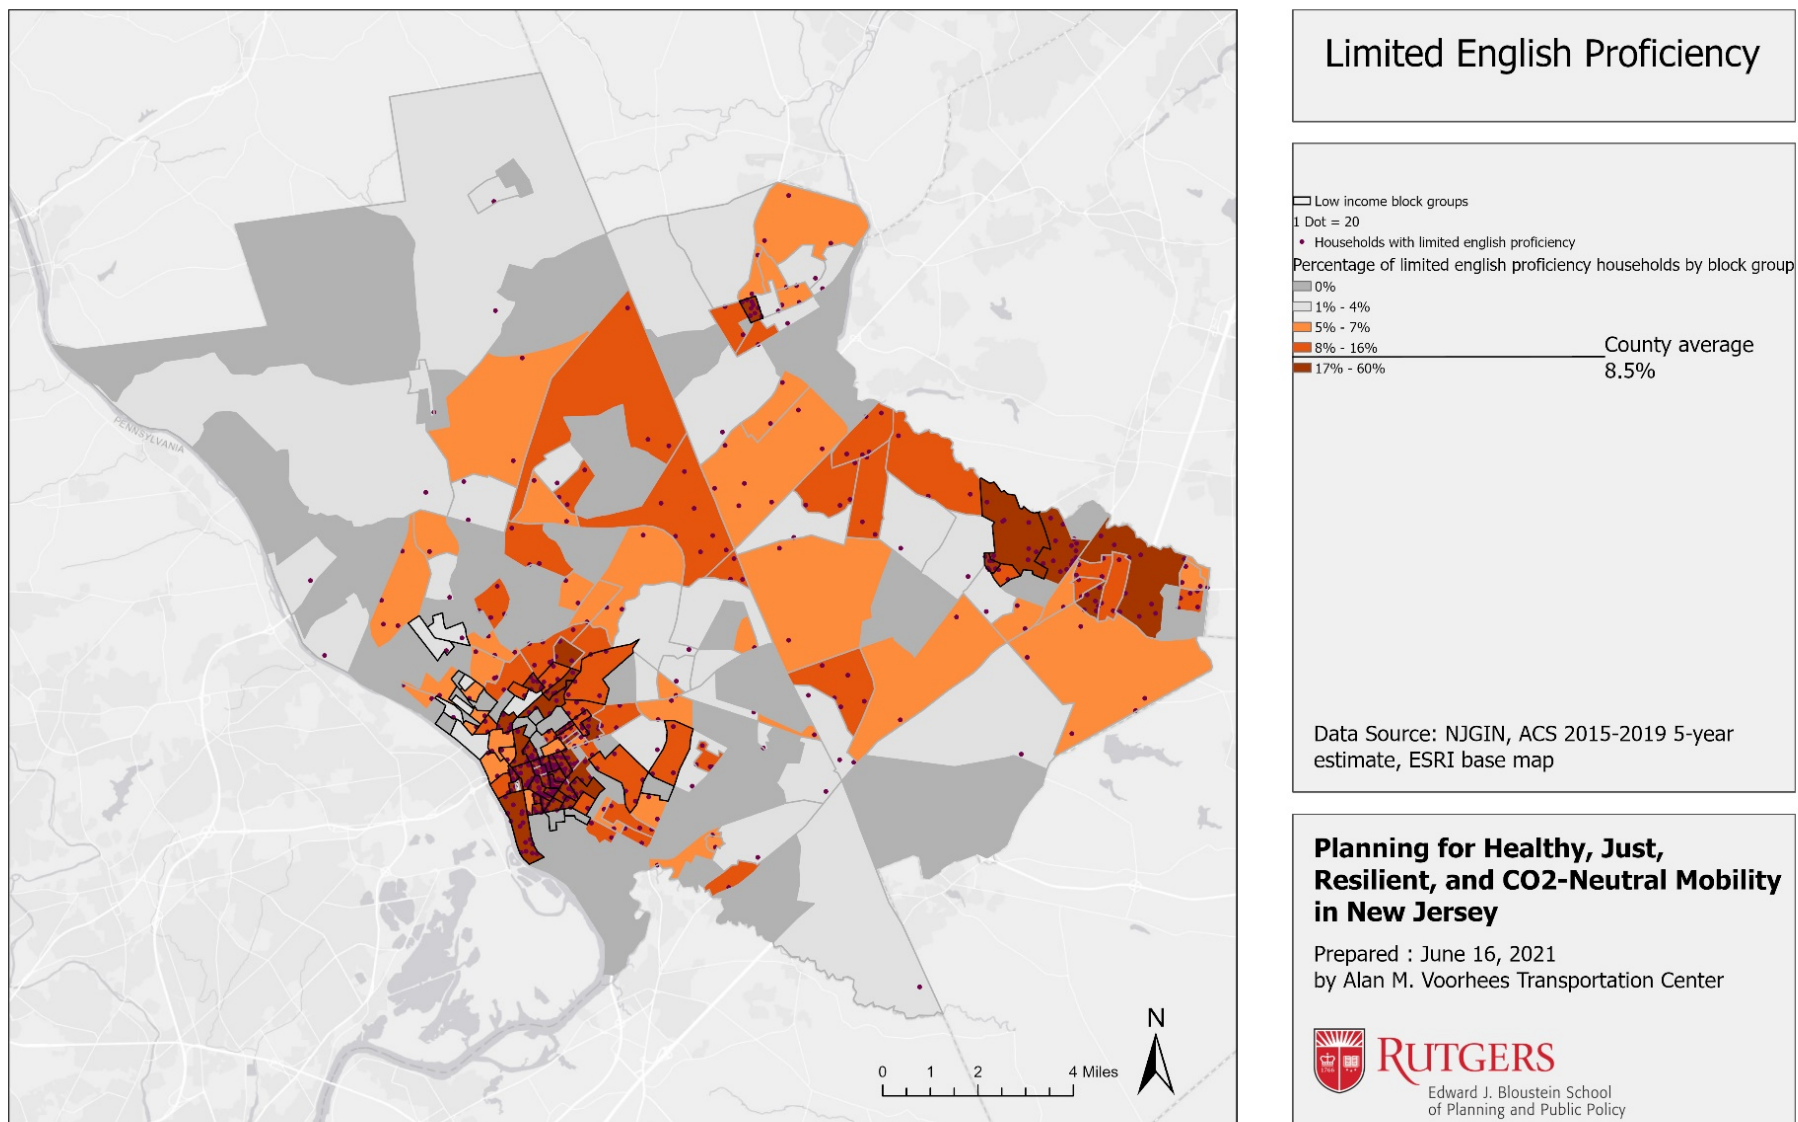 Limited English Proficiency
Low income block groups
1 Dot = 20
Households with limited english proficiency
Percentage of limited english proficiency households by block group
0%
1% - 4%
5% - 7%
8% - 16%
17% - 60%
County average
8.5%
Data Source: NJGIN, ACS 2015-2019 5-year
estimate, ESRI base map
Planning for Healthy, Just,
Resilient, and CO2-Neutral Mobility
in New Jersey
Prepared : June 16, 2021
by Alan M. Voorhees Transportation Center
1766
RUTGERS
Edward J. Bloustein School
of Planning and Public Policy
PENNSYLVANIA
N
0 1 2 4 Miles